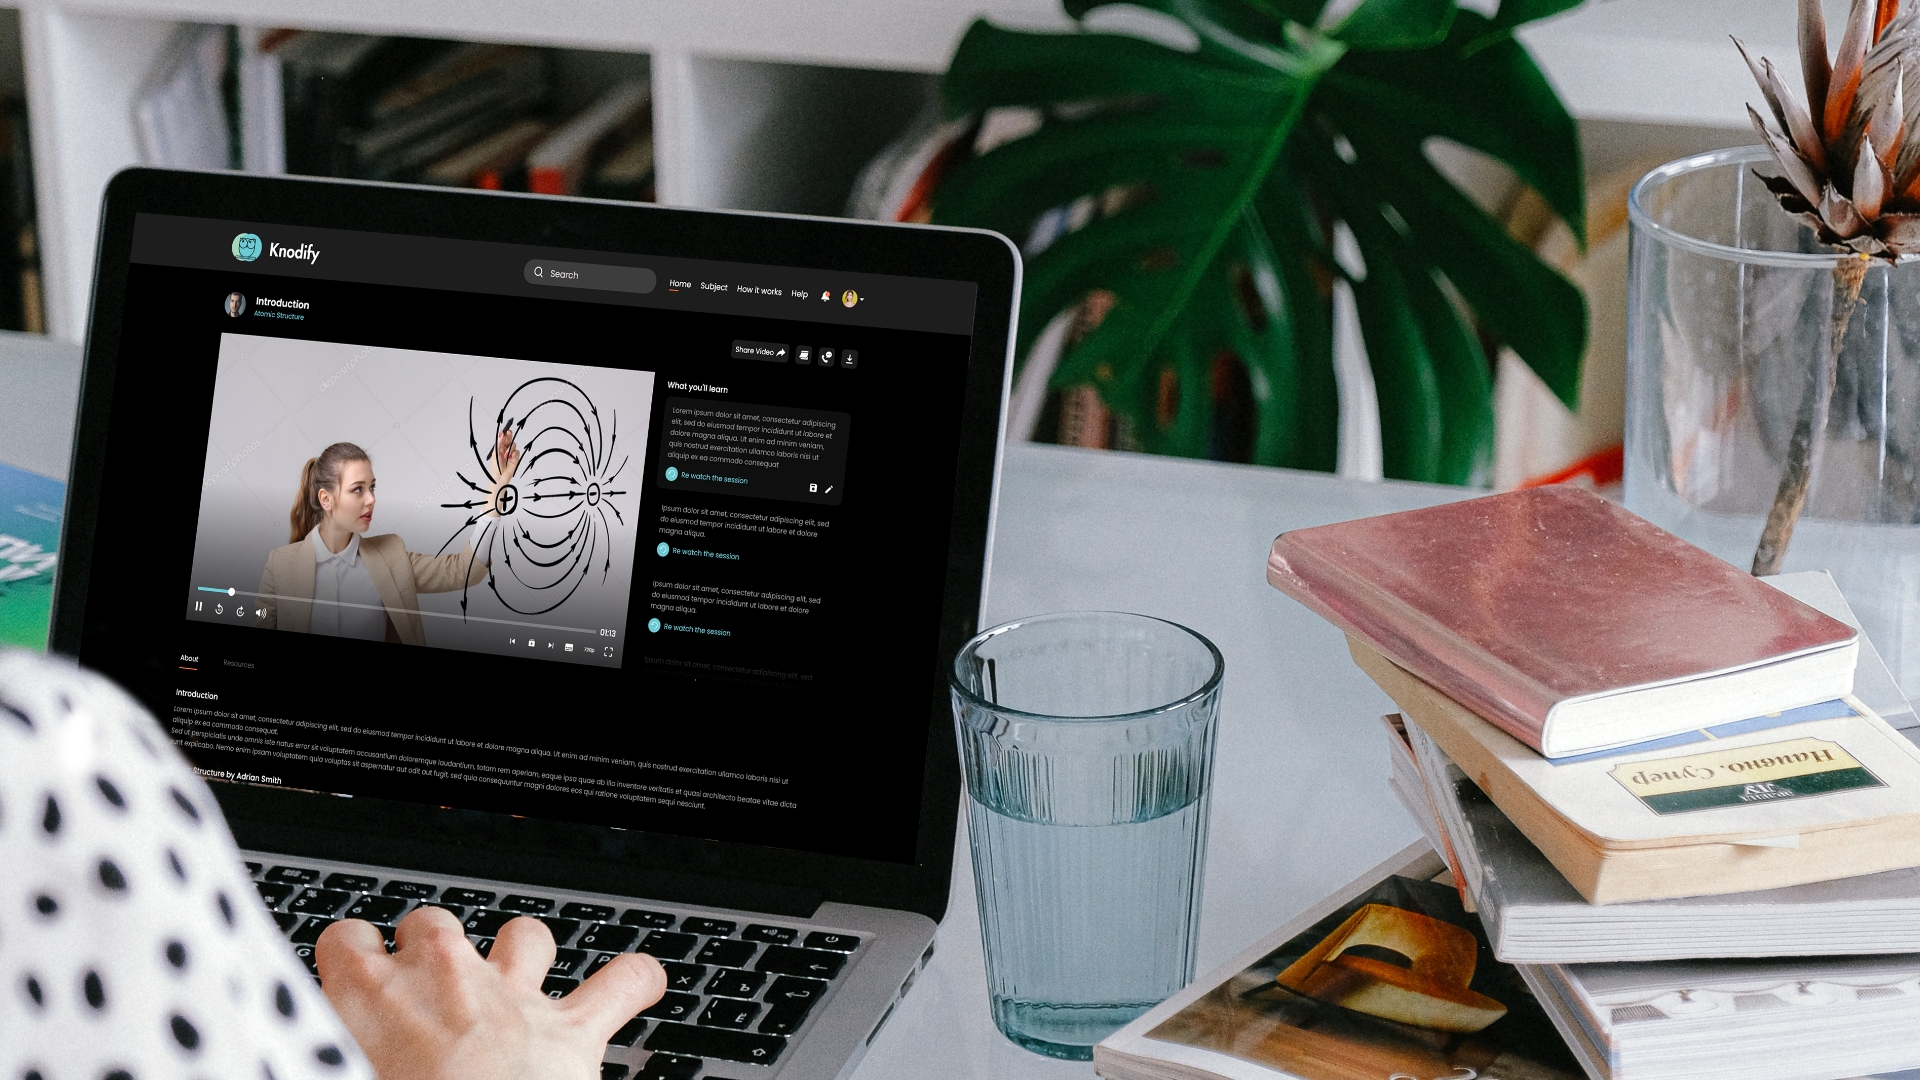 Knodify
Search
Home
Subject
How it works
Help
Introduction
Atomic Structure
Share Video
What you'll learn
Lorem ipsum dolor sit amet, consectetur adipiscing
elit, sed do eiusmod tempor incididunt ut labore et
dolore magna aliqua. Ut enim ad minim veniam,
quis nostrud exercitation ullamco laboris nisi ut
aliquip ex ea commodo consequat
Re watch the session
Ipsum dolor sit amet, consectetur adipiscing elit, sed
do eiusmod tempor incididunt ut labore et dolore
magna aliqua.
Re watch the session
Ipsum dolor sit amet, consectetur adipiscing elit, sed
do eiusmod tempor incididunt ut labore et dolore
magna aliqua.
Re watch the session
Ipsum dolor sit amet, consectetur adipiscing elit, sed
depositphotos
+
-
01:13
720p
About
Resources
Introduction
Lorem ipsum dolor sit amet, consectetur adipiscing elit, sed do eiusmod tempor incididunt ut labore et dolore magna aliqua. Ut enim ad minim veniam, quis nostrud exercitation ullamco laboris nisi ut
aliquip ex ea commodo consequat.
Sed ut perspiciatis unde omnis iste natus error sit voluptatem accusantium doloremque laudantium, totam rem aperiam, eaque ipsa quae ab illo inventore veritatis et quasi architecto beatae vitae dicta
sunt explicabo. Nemo enim ipsam voluptatem quia voluptas sit aspernatur aut odit aut fugit, sed quia consequuntur magni dolores eos qui ratione voluptatem sequi nesciunt.
Structure by Adrian Smith